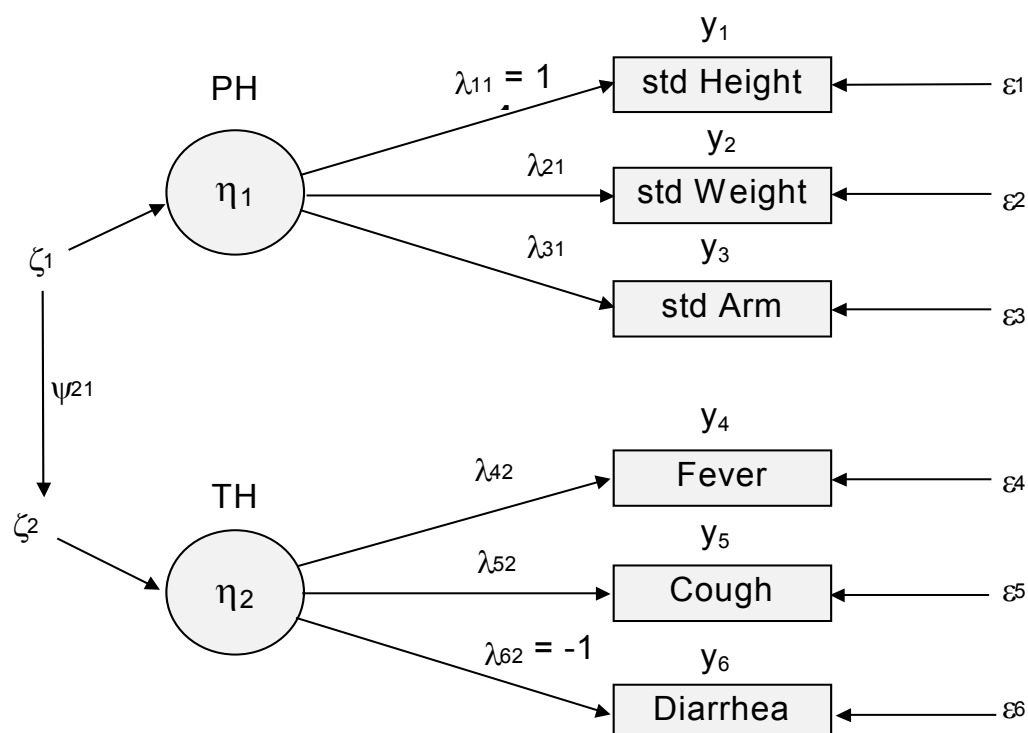 y₁
PH
λ₁₁ = 1
std Height
ε₁
y₂
η₁
λ₂₁
std Weight
ε₂
ζ₁
λ₃₁
y₃
std Arm
ε₃
ψ₂₁
y₄
λ₄₂
Fever
ε₄
TH
ζ₂
y₅
η₂
λ₅₂
Cough
ε₅
λ₆₂ = -1
y₆
Diarrhea
ε₆